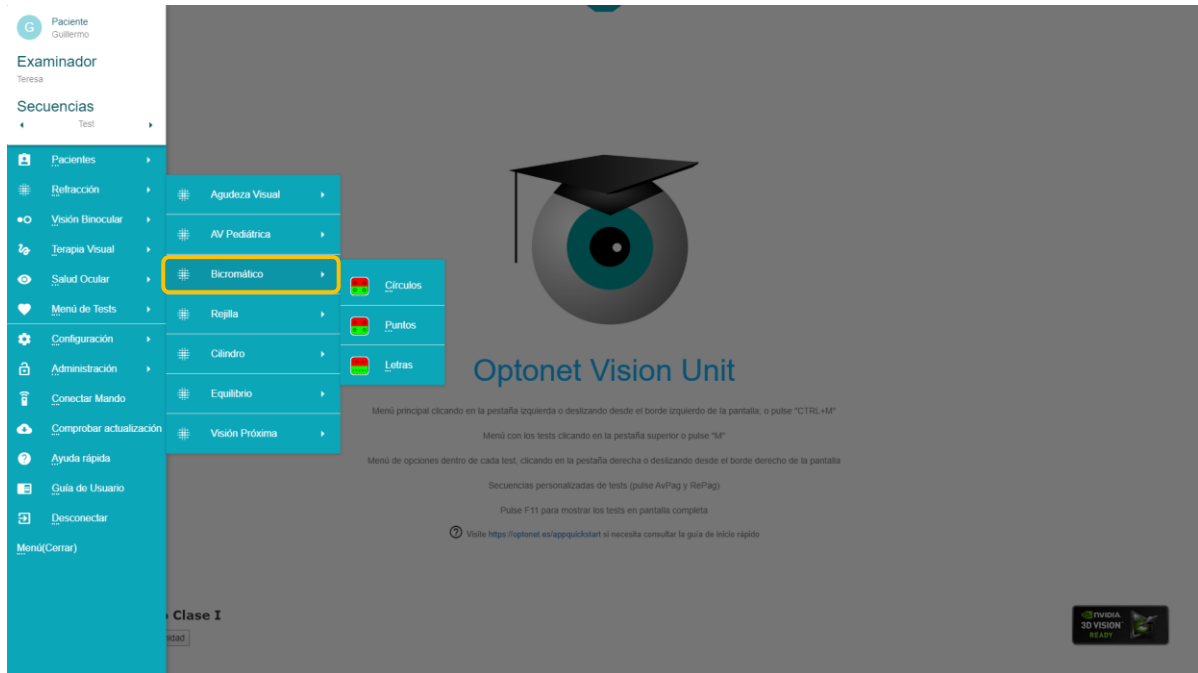 G
Paciente
Guillermo
Examinador
Teresa
Secuencias
Test
Pacientes
Refracción
Visión Binocular
Terapia Visual
Salud Ocular
Menú de Tests
Configuración
Administración
Conectar Mando
Comprobar actualización
Ayuda rápida
Guía de Usuario
Desconectar
Menú(Cerrar)
Agudeza Visual
AV Pediátrica
Bicromático
Rejilla
Cilindro
Equilibrio
Visión Próxima
Círculos
Puntos
Letras
Optonet Vision Unit
Menú principal clicando en la pestaña izquierda o deslizando desde el borde izquierdo de la pantalla; o pulse "CTRL+M"
Menú con los tests clicando en la pestaña superior o pulse "M"
Menú de opciones dentro de cada test, clicando en la pestaña derecha o deslizando desde el borde derecho de la pantalla
Secuencias personalizadas de tests (pulse AvPag y RePag)
Pulse F11 para mostrar los tests en pantalla completa
Visite https://optonet.es/appquickstart si necesita consultar la guía de inicio rápido
Clase I
idad
NVIDIA
3D VISION
READY